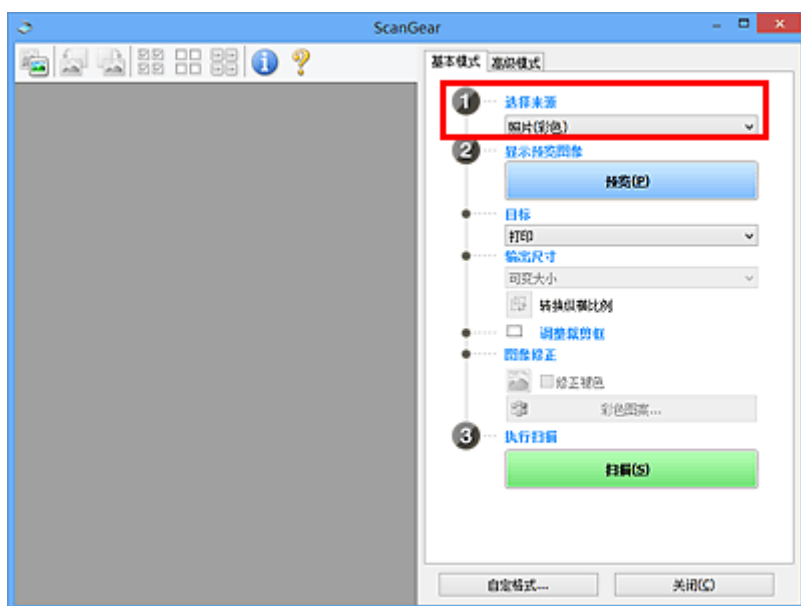 ScanGear
基本模式 高级模式
1 选择来源
照片(彩色)
2 显示预览图像
预览(P)
目标
打印
输出尺寸
可变大小
转换纵横比例
调整裁剪框
图像修正
修正褪色
彩色图案...
3 执行扫描
扫描(S)
自定格式... 关闭(C)